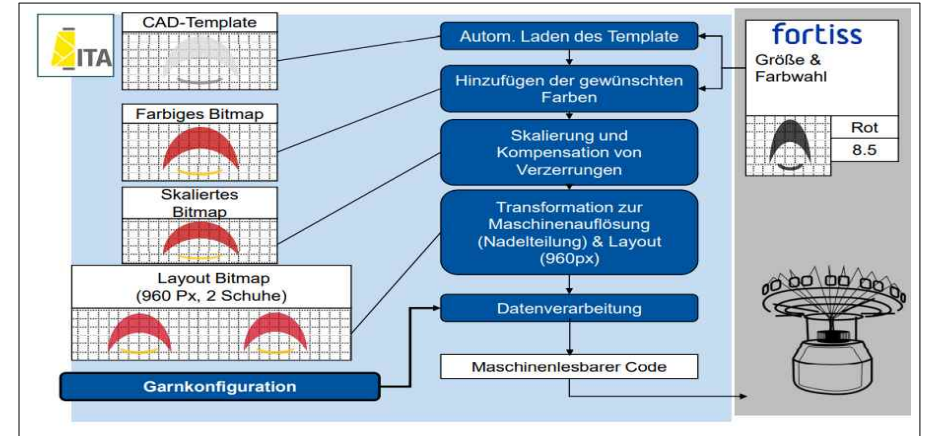 ITA
CAD-Template
Farbiges Bitmap
Skaliertes
Bitmap
Layout Bitmap
(960 Px, 2 Schuhe)
Garnkonfiguration
Autom. Laden des Template
Hinzufügen der gewünschten
Farben
Skalierung und
Kompensation von
Verzerrungen
Transformation zur
Maschinenauflösung
(Nadelteilung) & Layout
(960px)
Datenverarbeitung
Maschinenlesbarer Code
fortiss
Größe &
Farbwahl
Rot
8.5